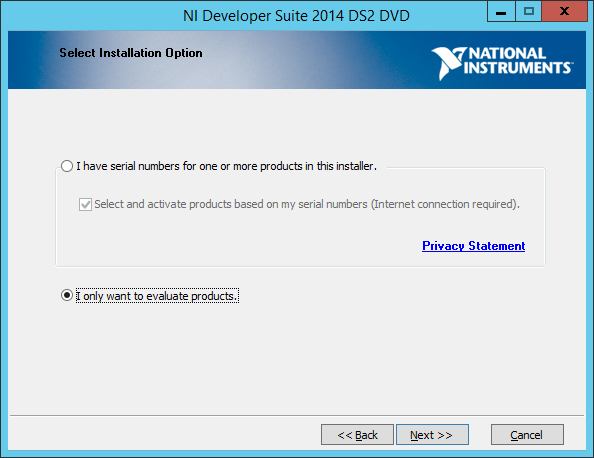 NI Developer Suite 2014 DS2 DVD
Select Installation Option
NATIONAL
INSTRUMENTS™
I have serial numbers for one or more products in this installer.
Select and activate products based on my serial numbers (Internet connection required).
Privacy Statement
I only want to evaluate products.
<< Back
Next >>
Cancel